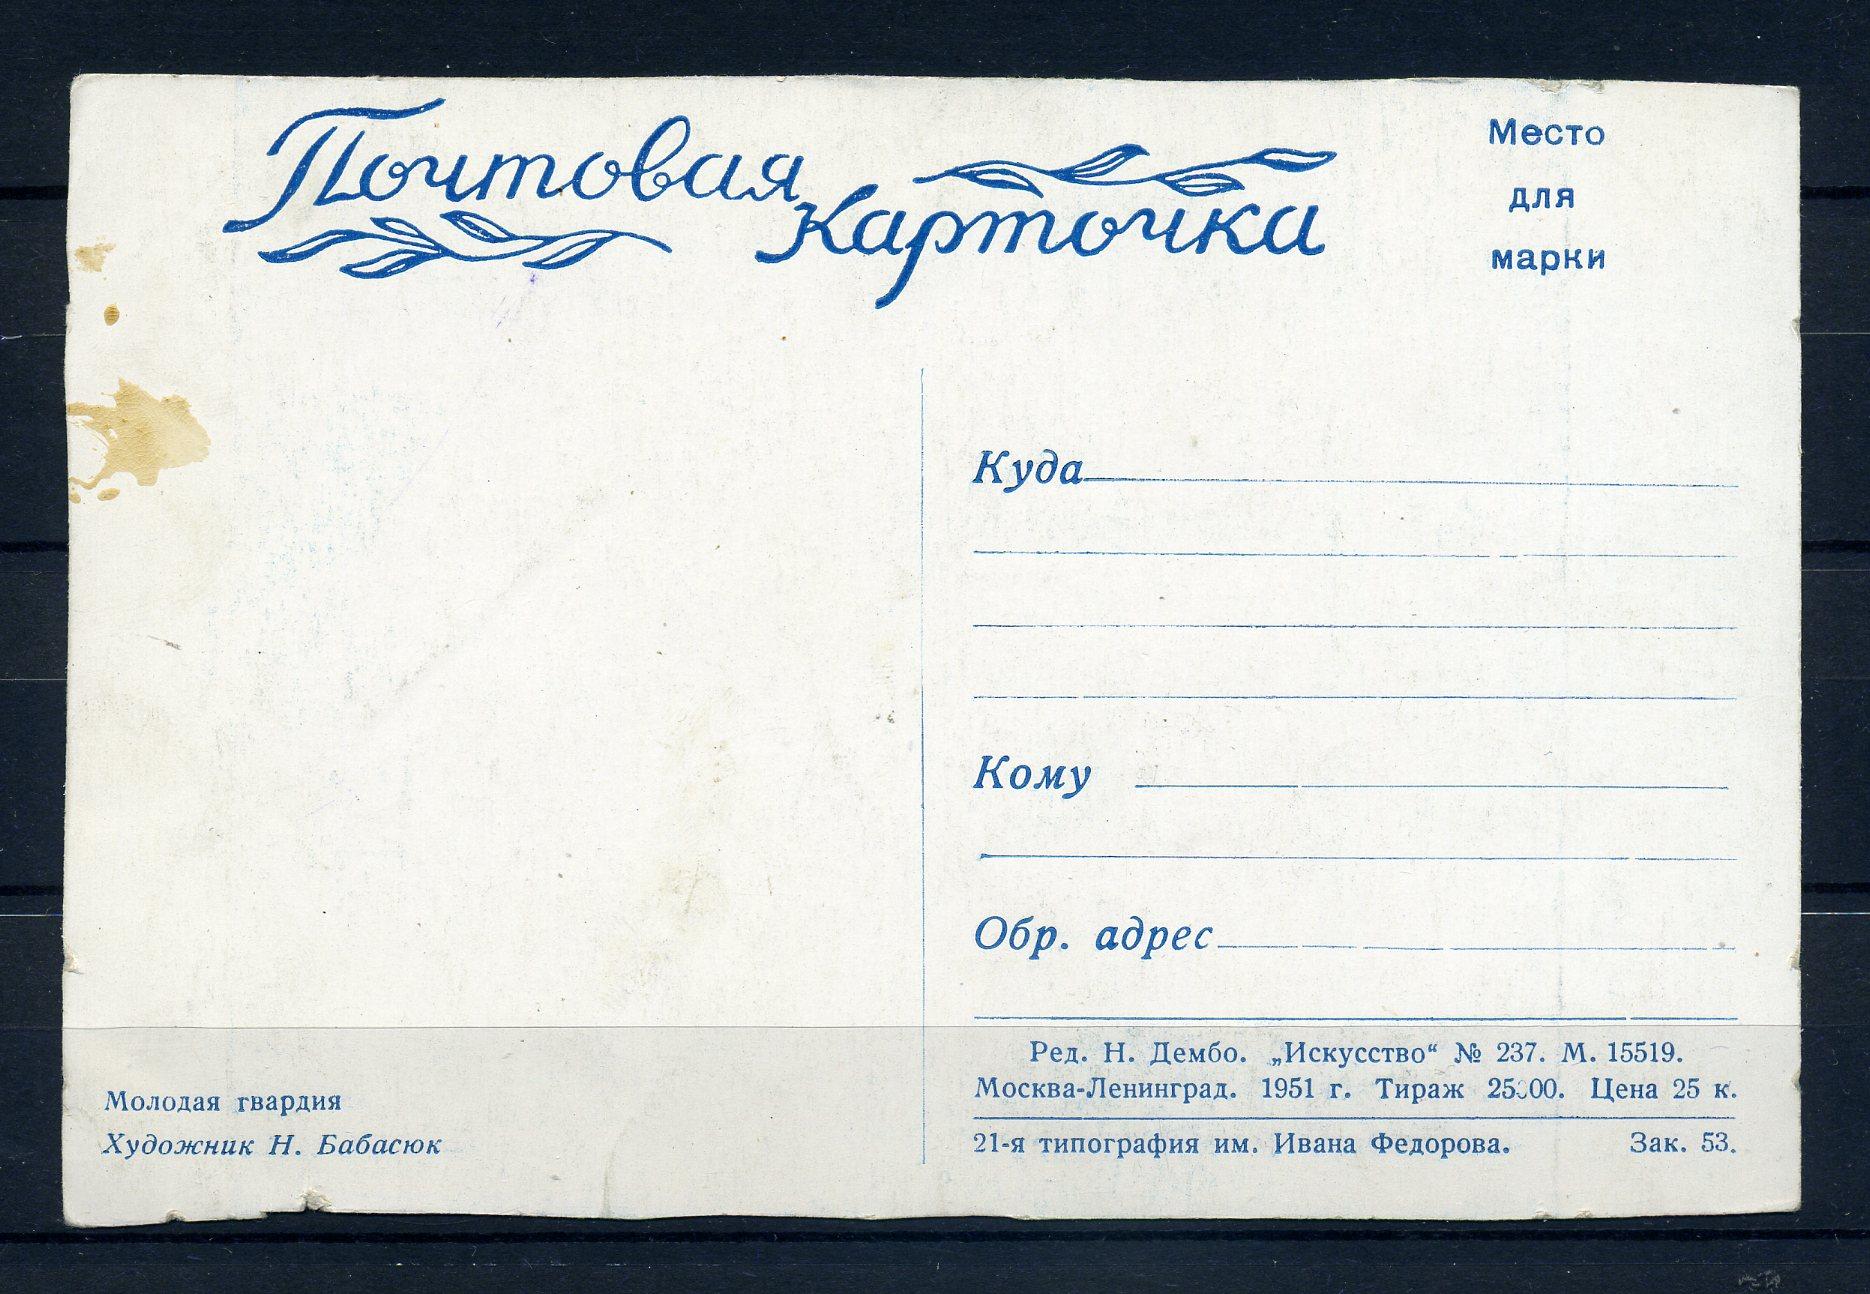 Почтовая
карточка
Место
для
марки
Куда
Кому
Обр. адрес
Ред. Н. Дембо. „Искусство“ № 237. М. 15519.
Москва-Ленинград. 1951 г. Тираж 25000. Цена 25 к.
21-я типография им. Ивана Федорова. Зак. 53.
Молодая гвардия
Художник Н. Бабасюк